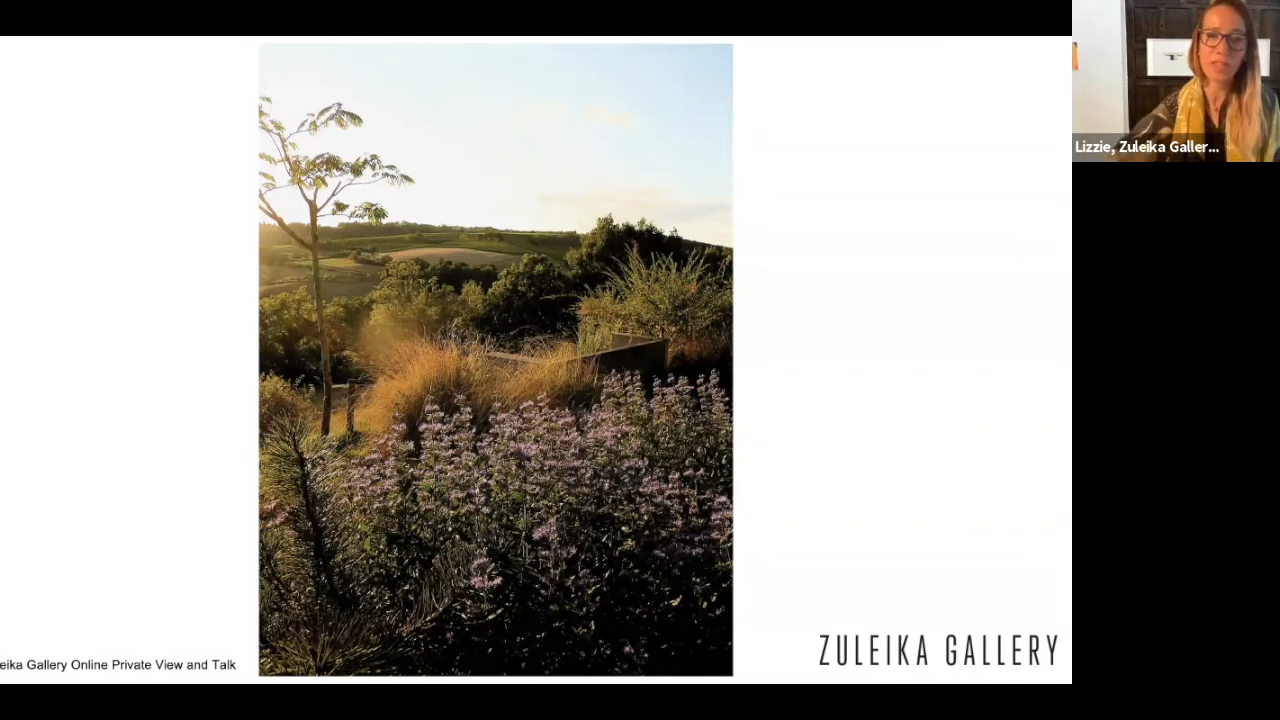 Lizzie, Zuleika Galler...
eika Gallery Online Private View and Talk
ZULEIKA GALLERY